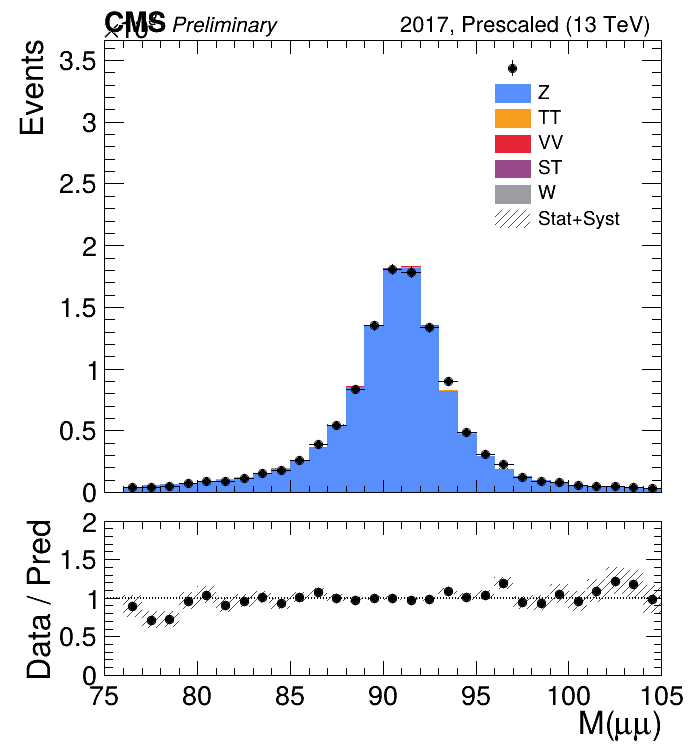 CMS Preliminary 2017, Prescaled (13 TeV)
Events
3.5
3
2.5
2
1.5
1
0.5
0
Z
TT
VV
ST
W
Stat+Syst
Data / Pred
2
1.5
1
0.5
0
75 80 85 90 95 100 105
M(μμ)